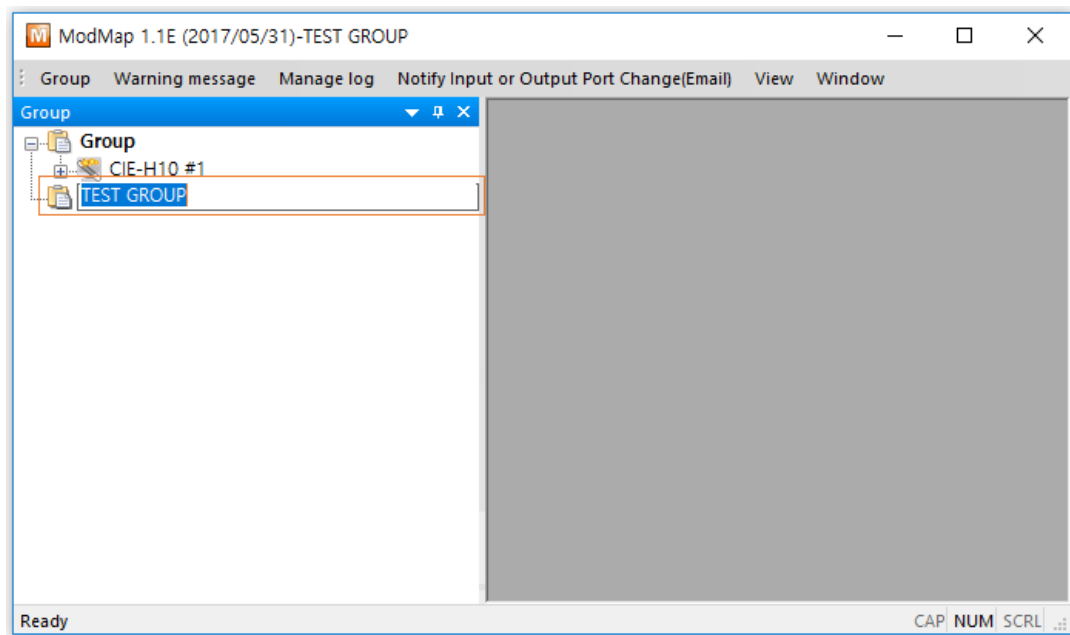 ModMap 1.1E (2017/05/31)-TEST GROUP
Group Warning message Manage log Notify Input or Output Port Change(Email) View Window
Group
Group
CIE-H10 #1
TEST GROUP
Ready CAP NUM SCRL